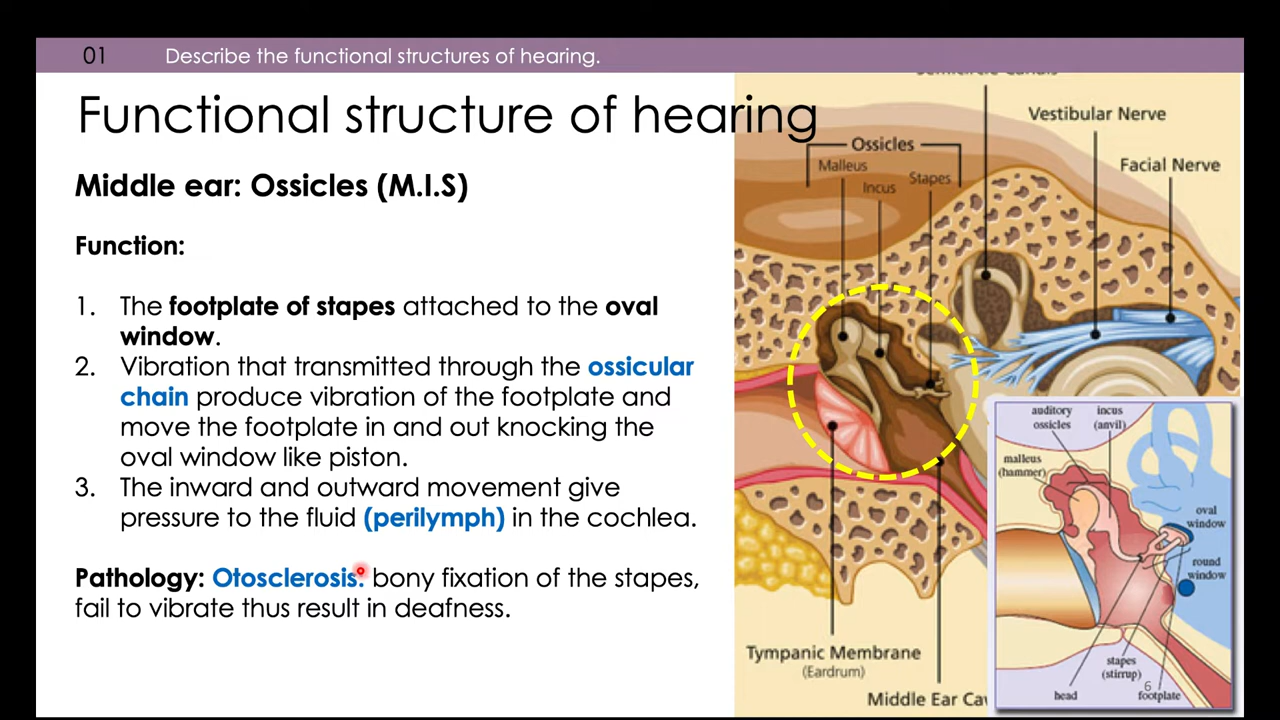 01
Describe the functional structures of hearing.
Functional structure of hearing
Middle ear: Ossicles (M.I.S)
Function:
1. The footplate of stapes attached to the oval
window.
2. Vibration that transmitted through the ossicular
chain produce vibration of the footplate and
move the footplate in and out knocking the
oval window like piston.
3. The inward and outward movement give
pressure to the fluid (perilymph) in the cochlea.
Pathology: Otosclerosis: bony fixation of the stapes,
fail to vibrate thus result in deafness.
Semicircle Canals
Vestibular Nerve
Facial Nerve
Ossicles
Malleus
Incus
Stapes
Tympanic Membrane
(Eardrum)
Middle Ear Cav
auditory
ossicles
incus
(anvil)
malleus
(hammer)
oval
window
round
window
stapes
(stirrup)
head
footplate
6